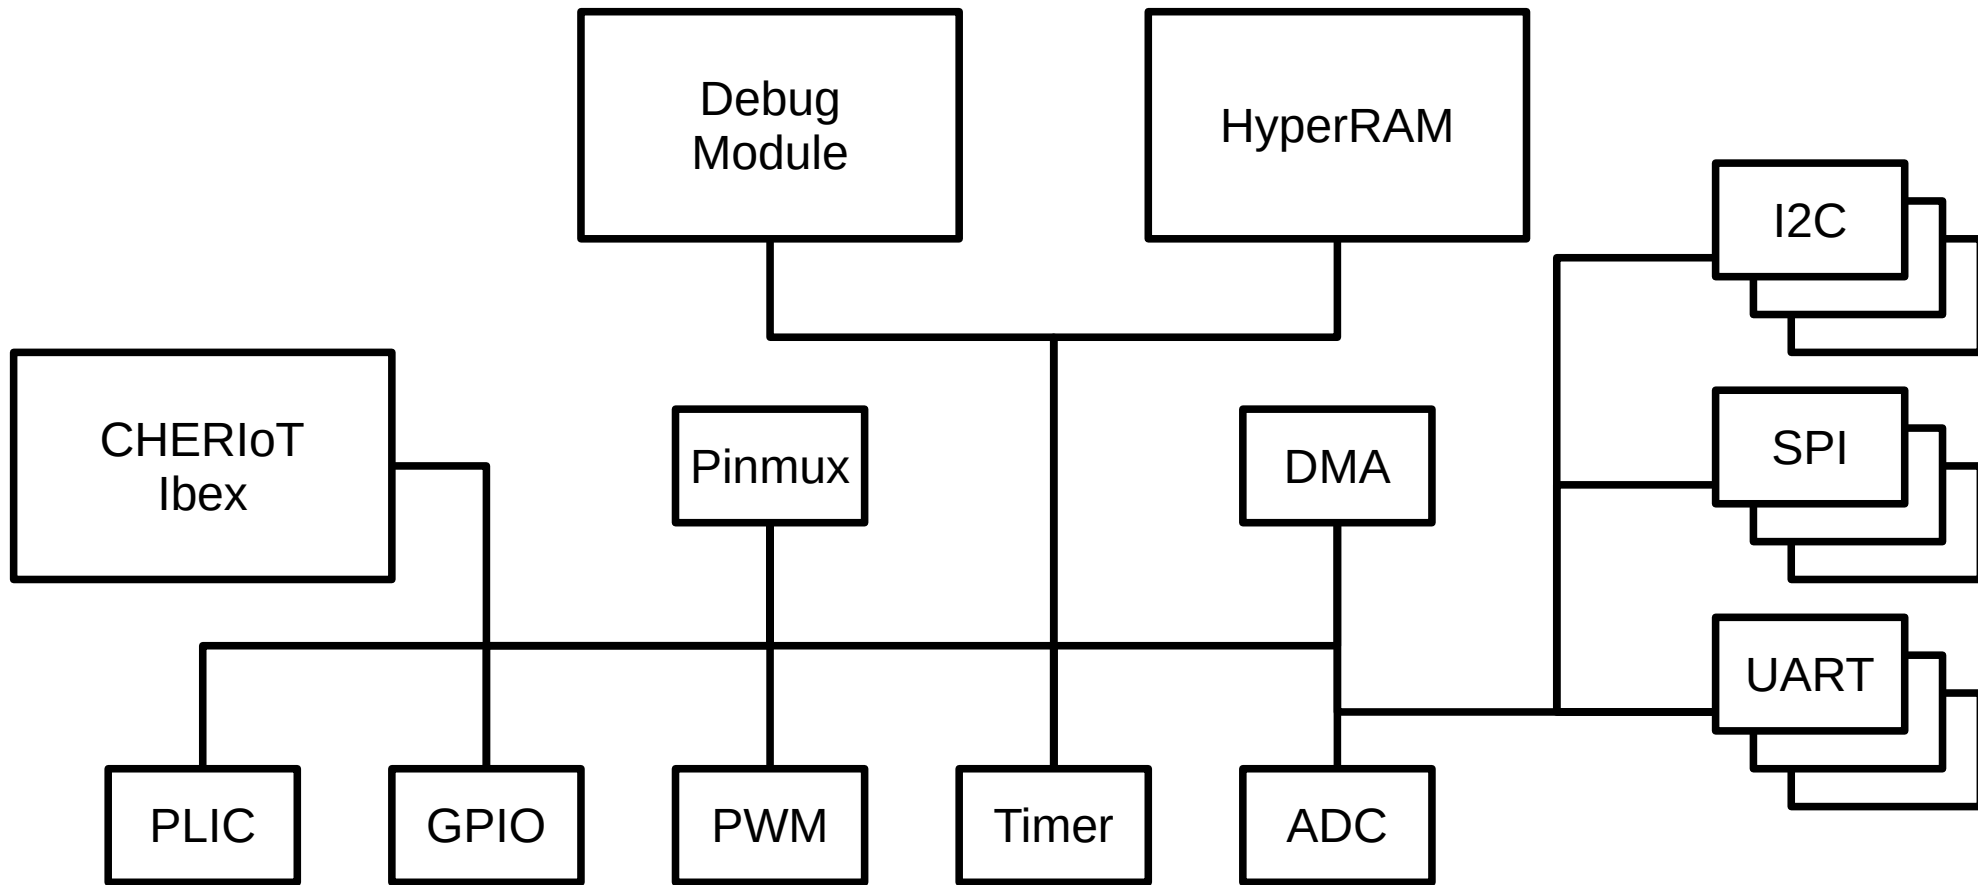 Debug
Module
HyperRAM
I2C
CHERIoT
Ibex
Pinmux
DMA
SPI
UART
PLIC
GPIO
PWM
Timer
ADC